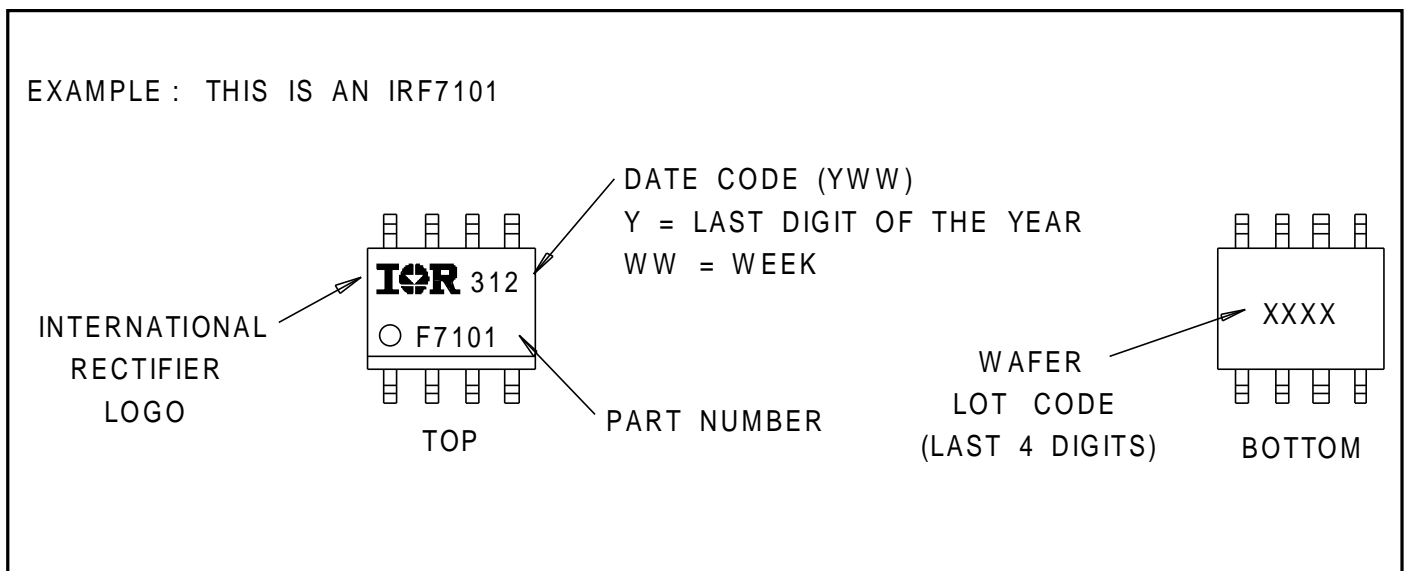 EXAMPLE : THIS IS AN IRF7101
DATE CODE (YWW)
Y = LAST DIGIT OF THE YEAR
WW = WEEK
IOR 312
F7101
INTERNATIONAL
RECTIFIER
LOGO
PART NUMBER
TOP
XXXX
WAFER
LOT CODE
(LAST 4 DIGITS)
BOTTOM